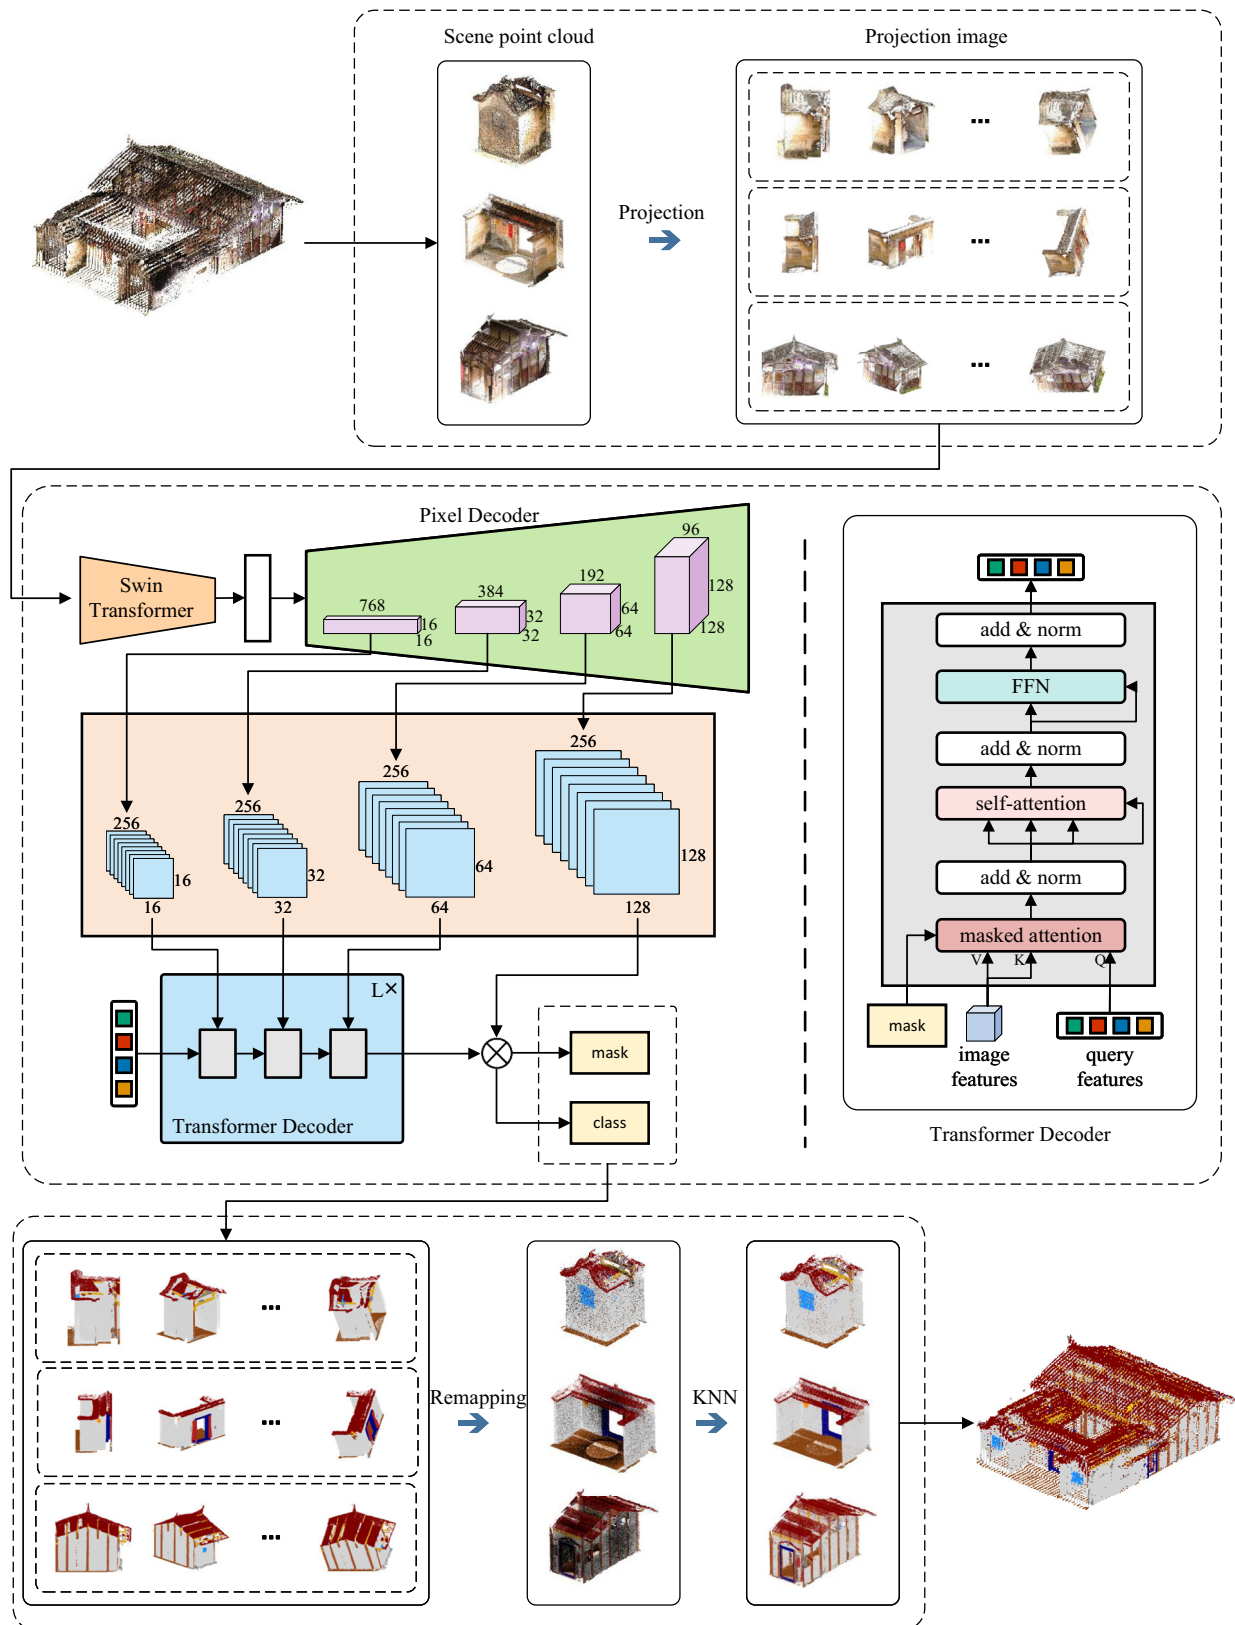 Scene point cloud
Projection image
Projection
Pixel Decoder
Swin
Transformer
768
16
16
384
32
32
192
64
64
96
128
128
256
16
16
256
32
32
256
64
64
256
128
128
L×
Transformer Decoder
mask
class
add & norm
FFN
add & norm
self-attention
add & norm
masked attention
V
K
Q
mask
image
features
query
features
Transformer Decoder
Remapping
KNN